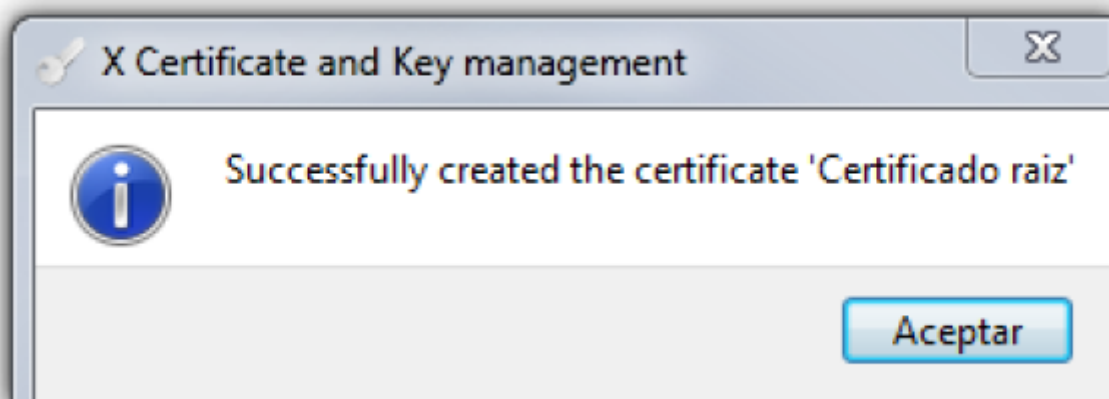 X Certificate and Key management
Successfully created the certificate 'Certificado raiz'
Aceptar